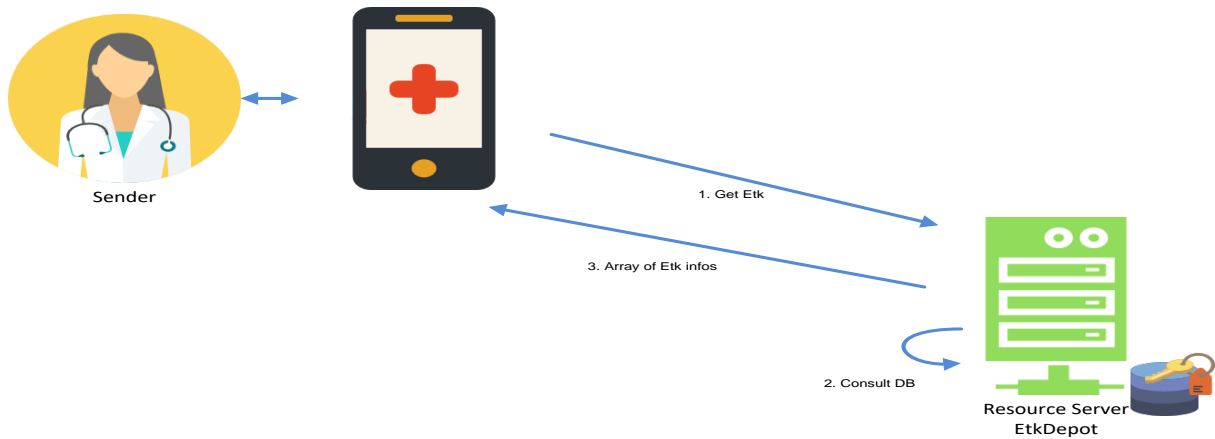 Sender
1. Get Etk
3. Array of Etk infos
2. Consult DB
Resource Server
EtkDepot